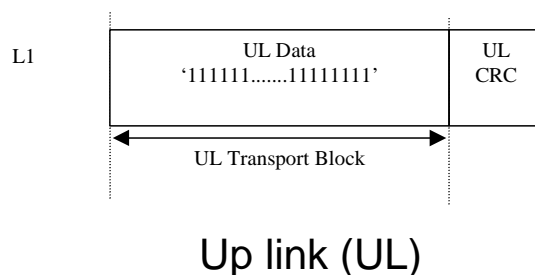 L1
UL Data
‘111111.......11111111’
UL
CRC
UL Transport Block
Up link (UL)